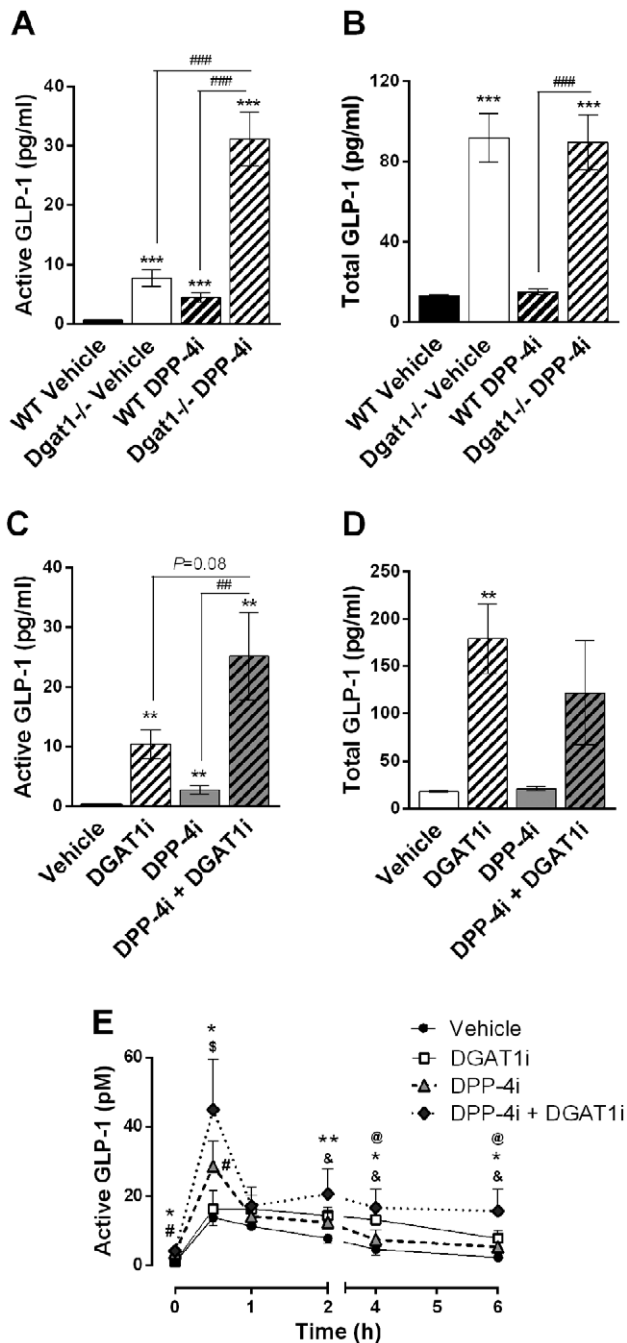 A
Active GLP-1 (pg/ml)
40
30
20
10
0
***
***
***
###
###
WT Vehicle
Dgat1-/- Vehicle
WT DPP-4i
Dgat1-/- DPP-4i
B
Total GLP-1 (pg/ml)
120
80
40
0
***
***
###
WT Vehicle
Dgat1-/- Vehicle
WT DPP-4i
Dgat1-/- DPP-4i
C
Active GLP-1 (pg/ml)
40
30
20
10
0
P=0.08
##
**
**
**
Vehicle
DGAT1i
DPP-4i
DPP-4i + DGAT1i
D
Total GLP-1 (pg/ml)
250
200
150
100
50
0
**
Vehicle
DGAT1i
DPP-4i
DPP-4i + DGAT1i
E
Active GLP-1 (pM)
60
40
20
0
*
#
*
$
#
**
&
@
*
&
@
*
&
Vehicle
DGAT1i
DPP-4i
DPP-4i + DGAT1i
0 1 2 4 5 6
Time (h)